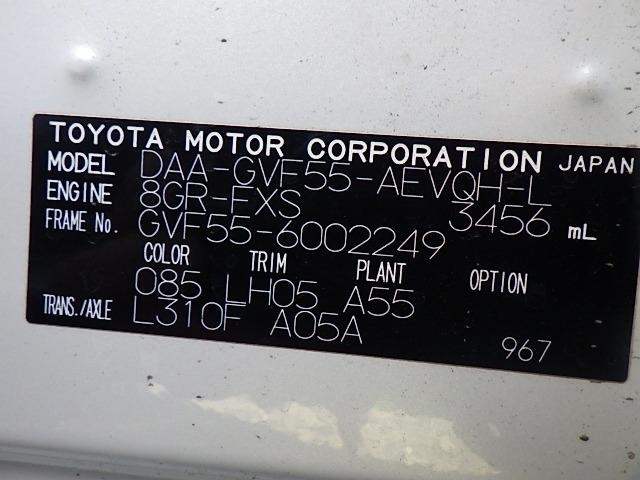 TOYOTA MOTOR CORPORATION JAPAN
MODEL DAA-GVF55-AEVQH-L
ENGINE 8GR-FXS 3456 mL
FRAME No. GVF55-6002249
COLOR TRIM PLANT OPTION
085 LH05 A55
TRANS./AXLE L310F A05A
967